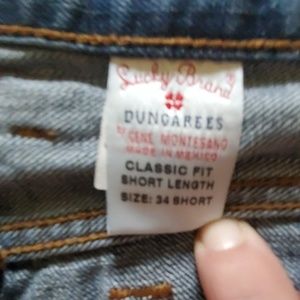 Lucky Brand®
DUNGAREES
by GENE MONTESANO
MADE IN MEXICO
CLASSIC FIT
SHORT LENGTH
SIZE: 34 SHORT